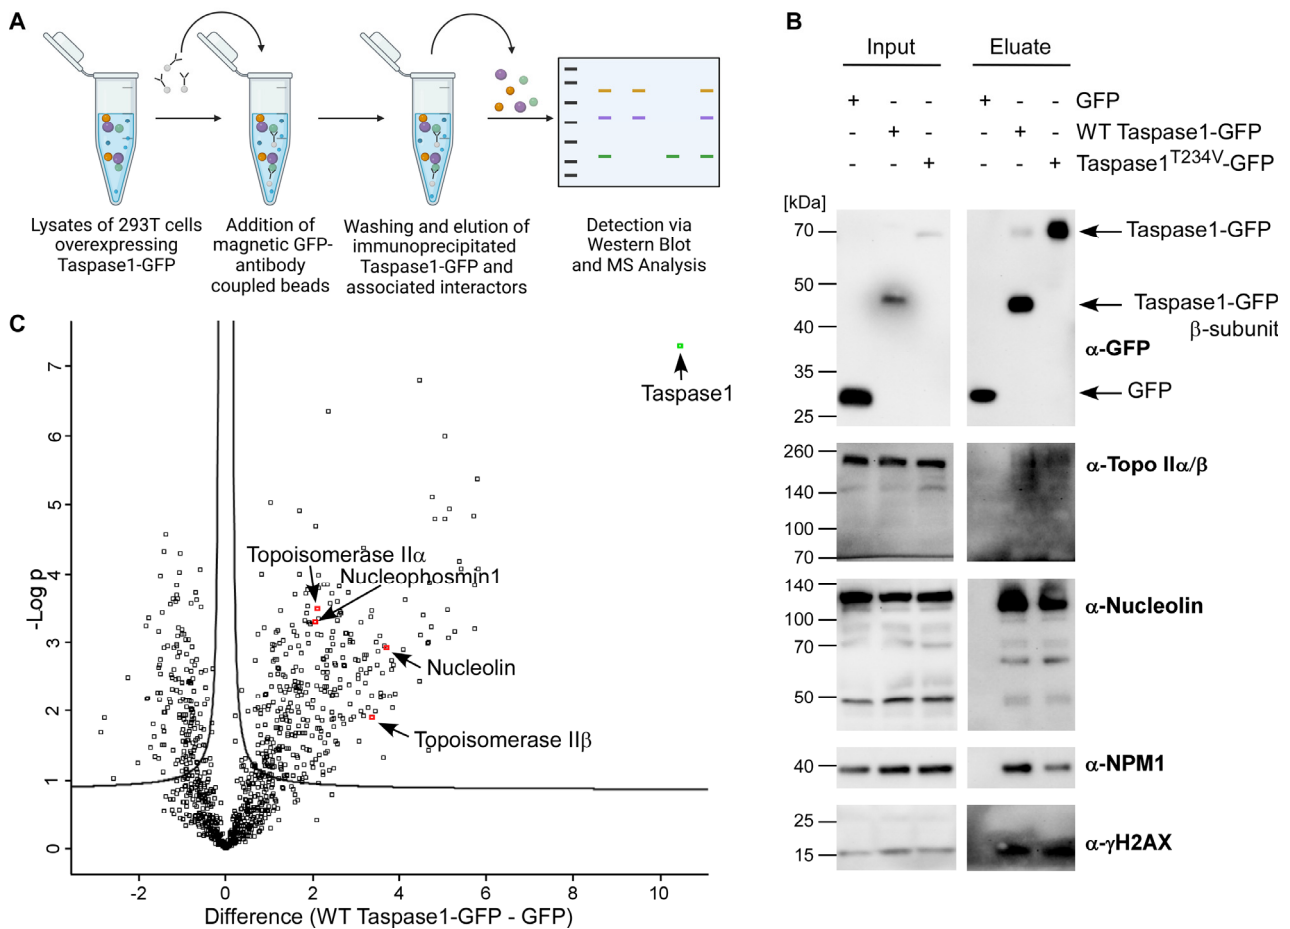 A
Lysates of 293T cells
overexpressing
Taspase1-GFP
Addition of
magnetic GFP-
antibody
coupled beads
Washing and elution of
immunoprecipitated
Taspase1-GFP and
associated interactors
Detection via
Western Blot
and MS Analysis
B
Input Eluate
+ - - + - - GFP
- + - - + - WT Taspase1-GFP
- - + - - + Taspase1T234V-GFP
[kDa]
70 Taspase1-GFP
50
Taspase1-GFP
β-subunit
40
α-GFP
35
GFP
25
260
α-Topo IIα/β
140
100
70
140
α-Nucleolin
100
70
50
40 α-NPM1
25
α-γH2AX
15
C
7
6
5
4
3
2
1
0
-Log p
Taspase1
Topoisomerase IIα
Nucleophosmin1
Nucleolin
Topoisomerase IIβ
-2 0 2 4 6 8 10
Difference (WT Taspase1-GFP - GFP)